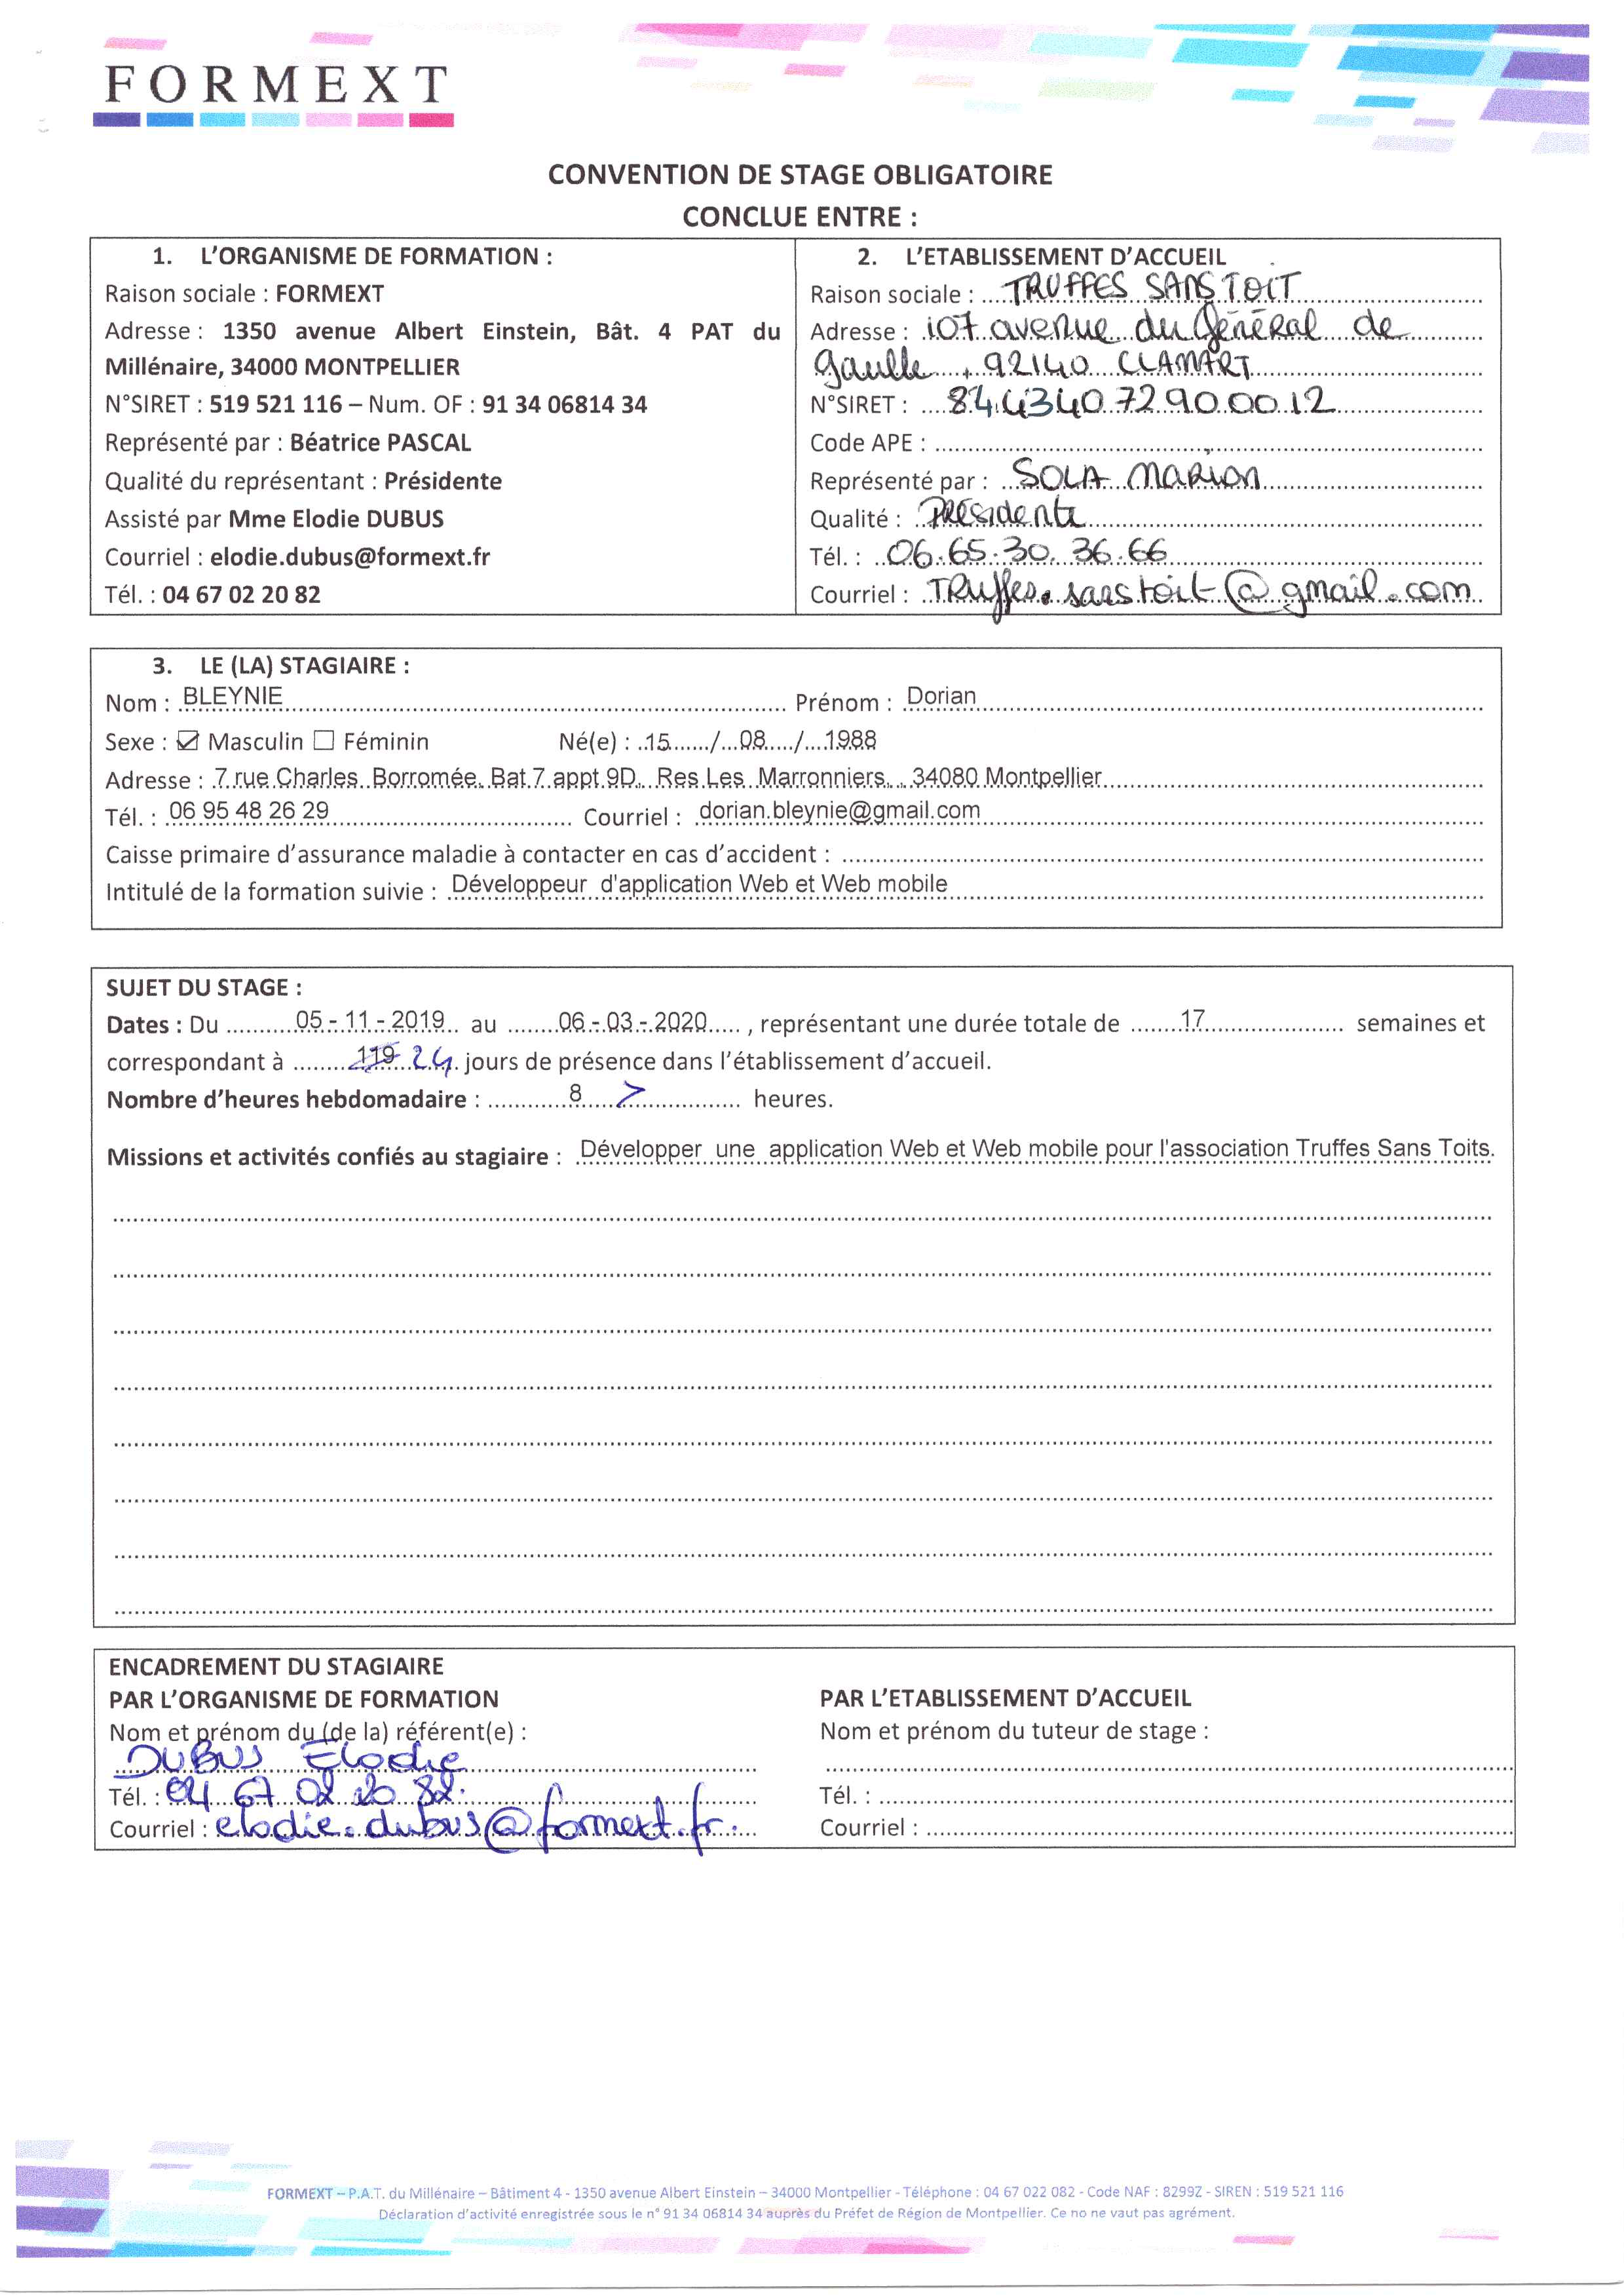 FORMEXT
CONVENTION DE STAGE OBLIGATOIRE
CONCLUE ENTRE :
1. L'ORGANISME DE FORMATION :
Raison sociale : FORMEXT
Adresse : 1350 avenue Albert Einstein, Bât. 4 PAT du
Millénaire, 34000 MONTPELLIER
N°SIRET : 519 521 116 – Num. OF : 91 34 06814 34
Représenté par : Béatrice PASCAL
Qualité du représentant : Présidente
Assisté par Mme Elodie DUBUS
Courriel : elodie.dubus@formext.fr
Tél. : 04 67 02 20 82
2. L'ETABLISSEMENT D'ACCUEIL
Raison sociale : TRUFFES SANS TOIT
Adresse : 107 avenue du Général de
gaulle, 92140 CLAMART
N°SIRET : 84434072900012
Code APE :
Représenté par : SOLA Marion
Qualité : Présidente
Tél. : 06.65.30.36.66
Courriel : Truffes.sanstoit@gmail.com
3. LE (LA) STAGIAIRE :
Nom : BLEYNIE Prénom : Dorian
Sexe : ☑ Masculin ☐ Féminin Né(e) : 15 / 08 / 1988
Adresse : 7 rue Charles Borromée Bat 7 appt 9D, Res Les Marronniers, 34080 Montpellier
Tél. : 06 95 48 26 29 Courriel : dorian.bleynie@gmail.com
Caisse primaire d'assurance maladie à contacter en cas d'accident :
Intitulé de la formation suivie : Développeur d'application Web et Web mobile
SUJET DU STAGE :
Dates : Du 05 - 11 - 2019 au 06 - 03 - 2020 , représentant une durée totale de 17 semaines et
correspondant à 119 24 jours de présence dans l'établissement d'accueil.
Nombre d'heures hebdomadaire : 8 > heures.
Missions et activités confiés au stagiaire : Développer une application Web et Web mobile pour l'association Truffes Sans Toits.
ENCADREMENT DU STAGIAIRE
PAR L'ORGANISME DE FORMATION
Nom et prénom du (de la) référent(e) :
DUBUS Elodie
Tél. : 04 67 02 20 82.
Courriel : elodie.dubus@formext.fr.
PAR L'ETABLISSEMENT D'ACCUEIL
Nom et prénom du tuteur de stage :
Tél. :
Courriel :
FORMEXT – P.A.T. du Millénaire – Bâtiment 4 - 1350 avenue Albert Einstein – 34000 Montpellier - Téléphone : 04 67 022 082 - Code NAF : 8299Z - SIREN : 519 521 116
Déclaration d'activité enregistrée sous le n° 91 34 06814 34 auprès du Préfet de Région de Montpellier. Ce no ne vaut pas agrément.